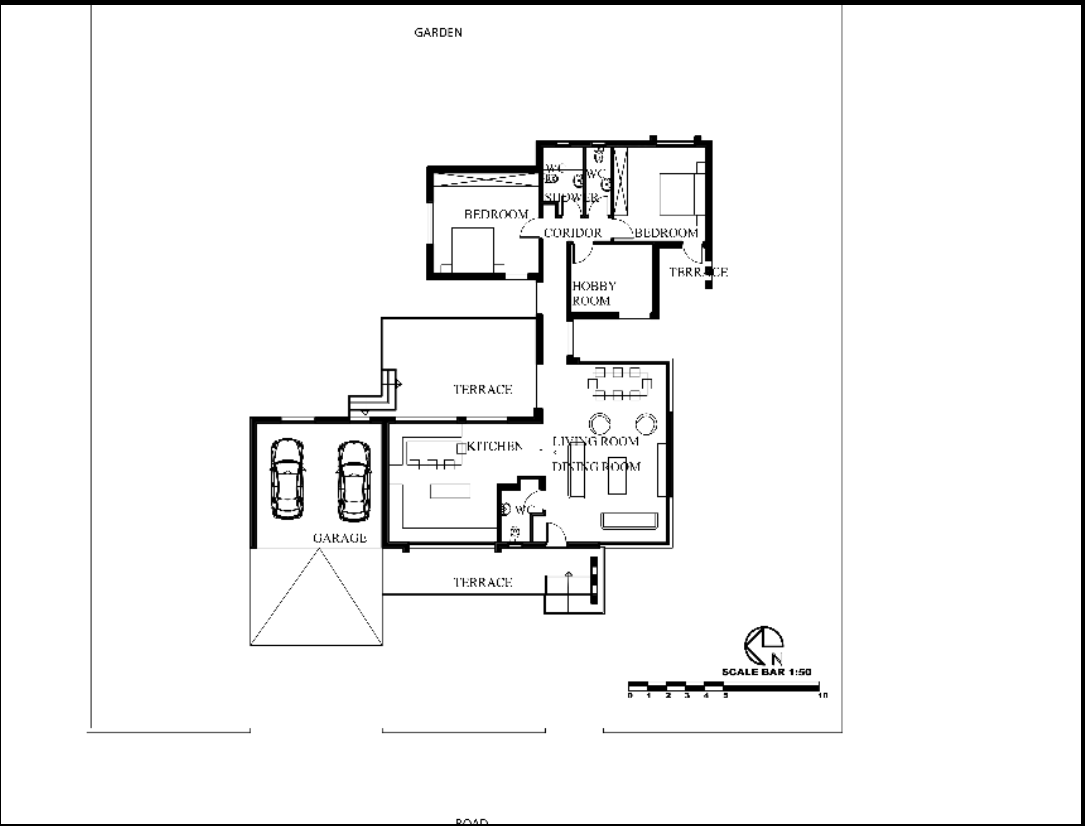 GARDEN
WC
WC
SHOWER
BEDROOM
CORIDOR
BEDROOM
TERRACE
HOBBY
ROOM
TERRACE
KITCHEN
LIVING ROOM
DINING ROOM
WC
GARAGE
TERRACE
N
SCALE BAR 1:50
0 1 2 3 4 5 10
ROAD